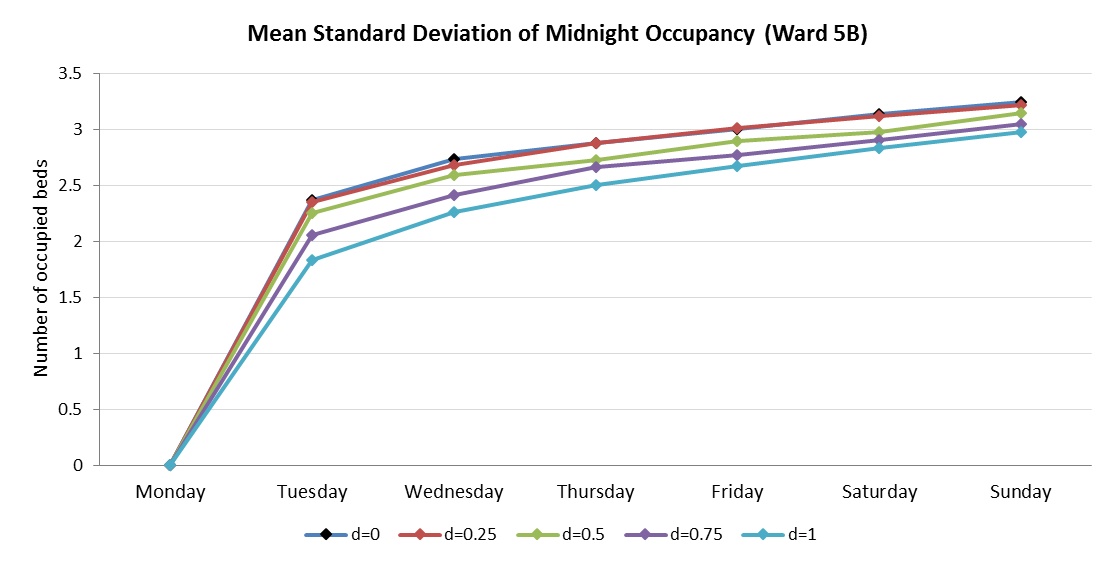 Mean Standard Deviation of Midnight Occupancy (Ward 5B)
Number of occupied beds
3.5
3
2.5
2
1.5
1
0.5
0
Monday Tuesday Wednesday Thursday Friday Saturday Sunday
d=0 d=0.25 d=0.5 d=0.75 d=1